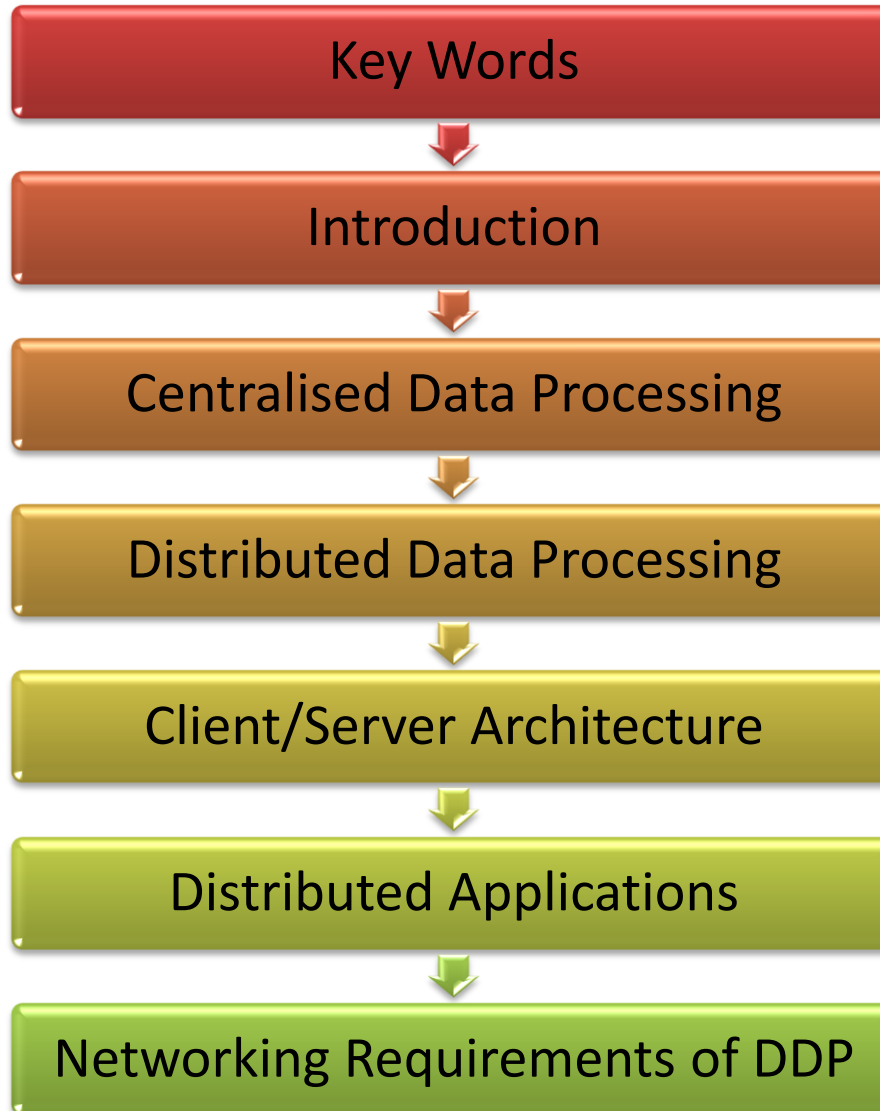 Key Words
Introduction
Centralised Data Processing
Distributed Data Processing
Client/Server Architecture
Distributed Applications
Networking Requirements of DDP